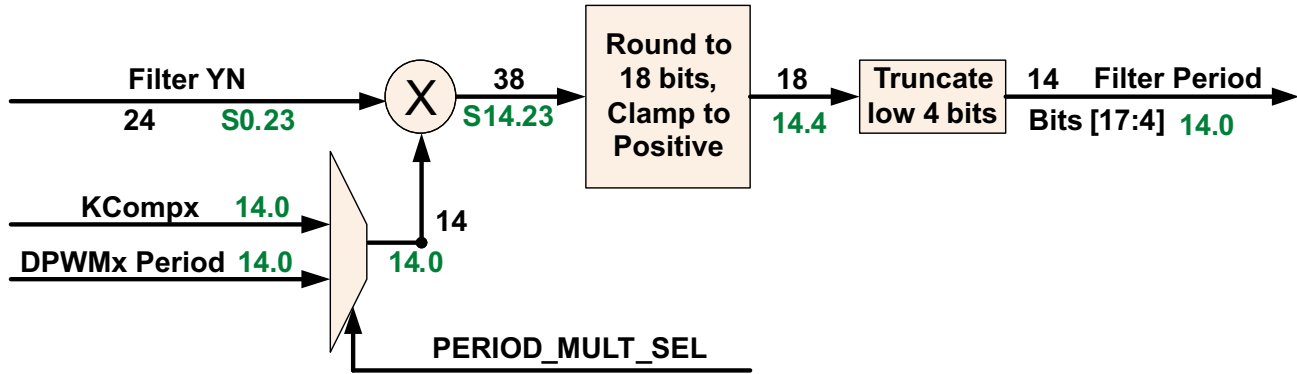 Filter YN
24 S0.23
X
38
S14.23
Round to
18 bits,
Clamp to
Positive
18
14.4
Truncate
low 4 bits
14 Filter Period
Bits [17:4] 14.0
KCompx 14.0
DPWMx Period 14.0
14
14.0
PERIOD_MULT_SEL